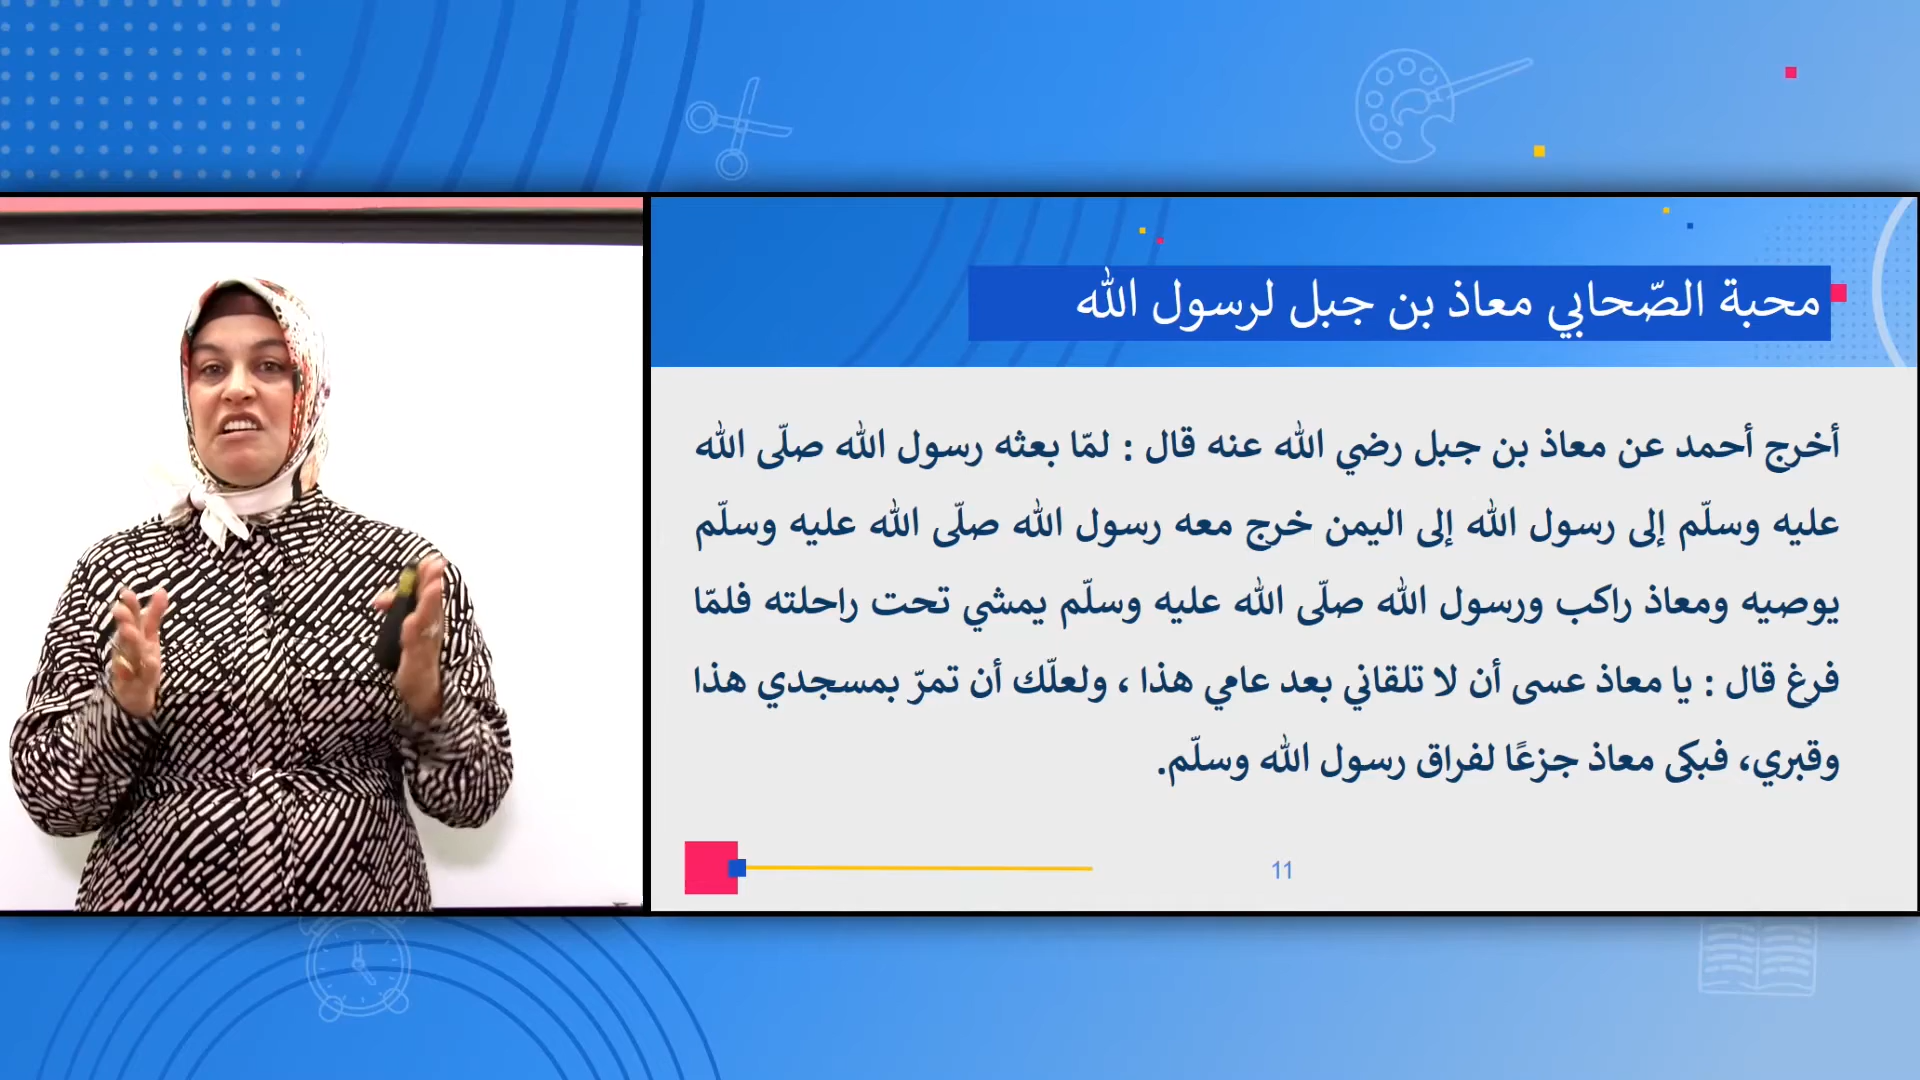 محبة الصّحابي معاذ بن جبل لرسول الله
أخرج أحمد عن معاذ بن جبل رضي الله عنه قال : لمّا بعثه رسول الله صلّى الله
عليه وسلّم إلى رسول الله إلى اليمن خرج معه رسول الله صلّى الله عليه وسلّم
يوصيه ومعاذ راكب ورسول الله صلّى الله عليه وسلّم يمشي تحت راحلته فلمّا
فرغ قال : يا معاذ عسى أن لا تلقاني بعد عامي هذا ، ولعلّك أن تمرّ بمسجدي هذا
وقبري، فبكى معاذ جزعًا لفراق رسول الله وسلّم.
11